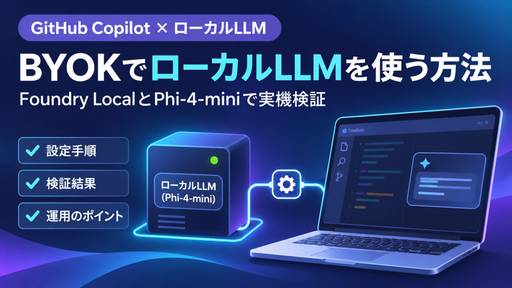 GitHub Copilot × ローカルLLM
BYOKでローカルLLMを使う方法
Foundry LocalとPhi-4-miniで実機検証
設定手順
検証結果
運用のポイント
ローカルLLM
(Phi-4-mini)